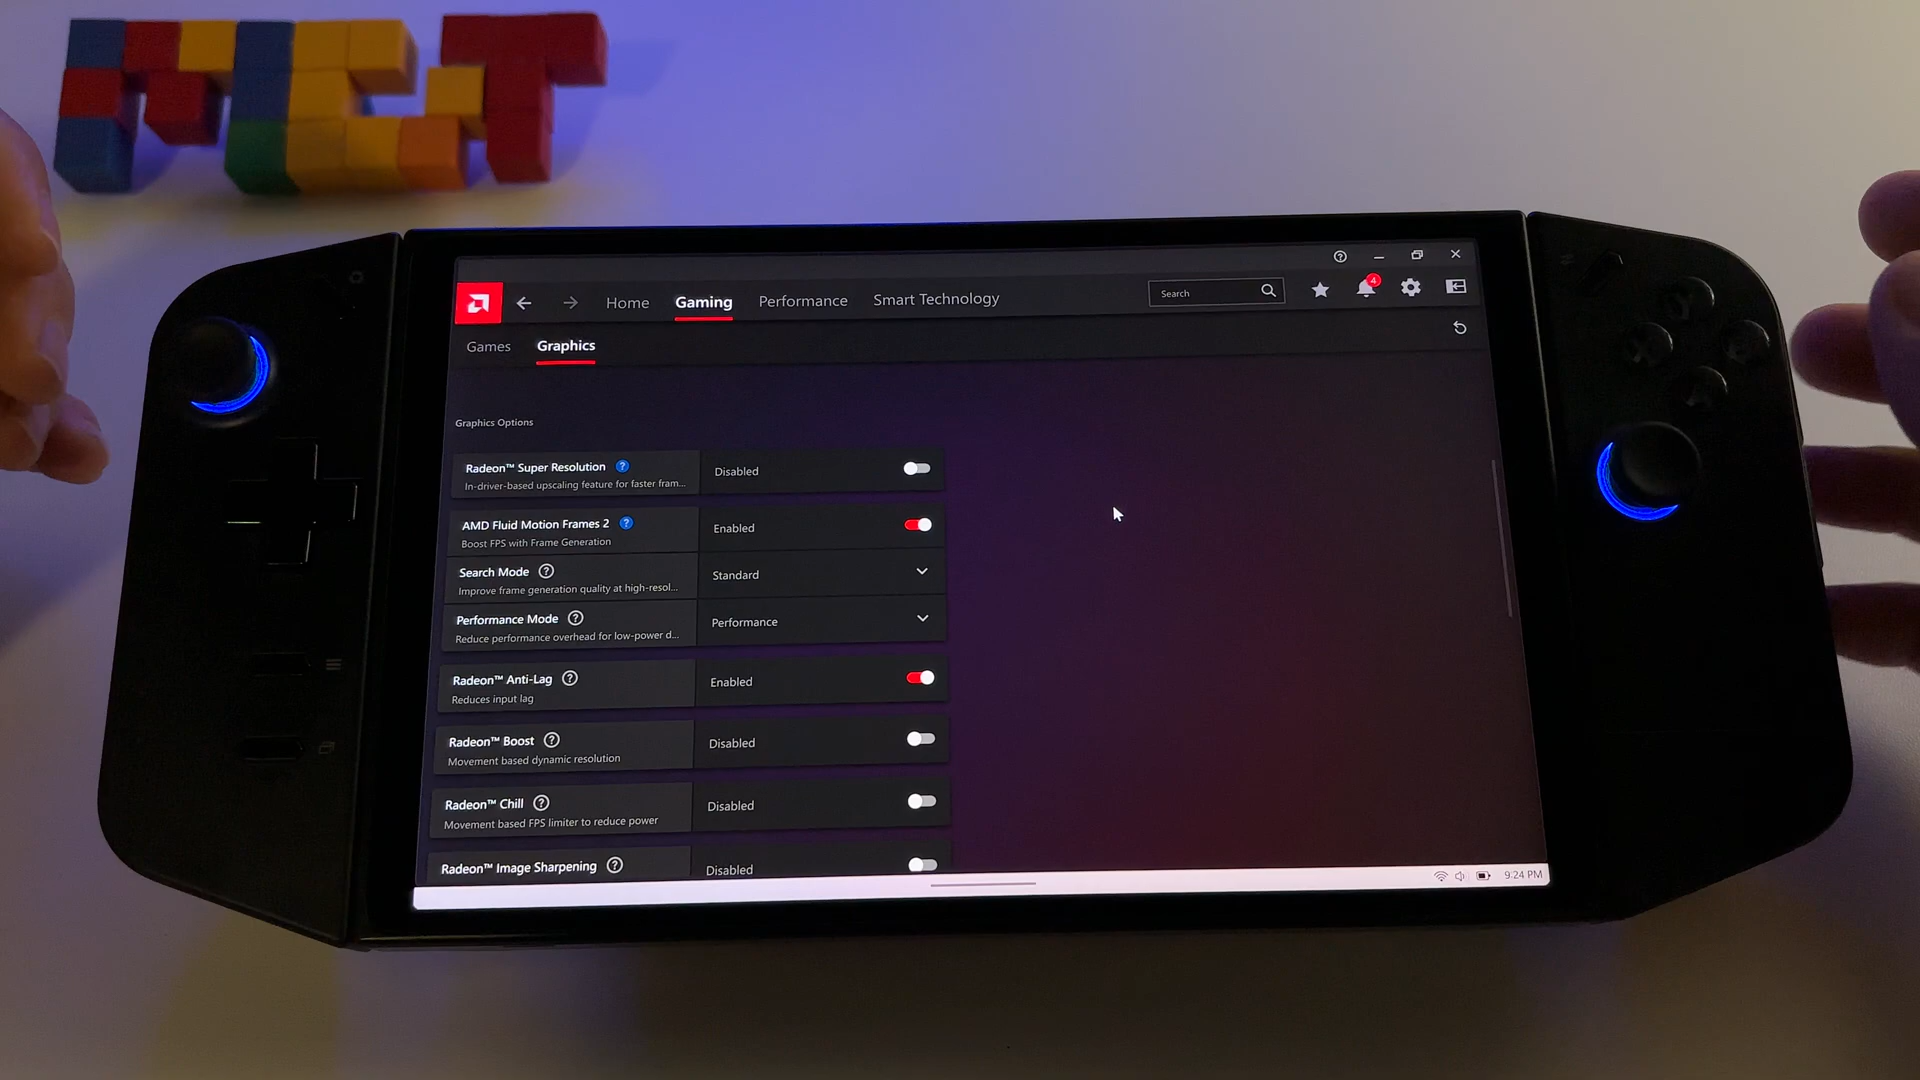 Home Gaming Performance Smart Technology
Search
4
Games Graphics
Graphics Options
Radeon™ Super Resolution ? Disabled
In-driver-based upscaling feature for faster fram...
AMD Fluid Motion Frames 2 ? Enabled
Boost FPS with Frame Generation
Search Mode ? Standard
Improve frame generation quality at high-resol...
Performance Mode ? Performance
Reduce performance overhead for low-power d...
Radeon™ Anti-Lag ? Enabled
Reduces input lag
Radeon™ Boost ? Disabled
Movement based dynamic resolution
Radeon™ Chill ? Disabled
Movement based FPS limiter to reduce power
Radeon™ Image Sharpening ? Disabled
9:24 PM